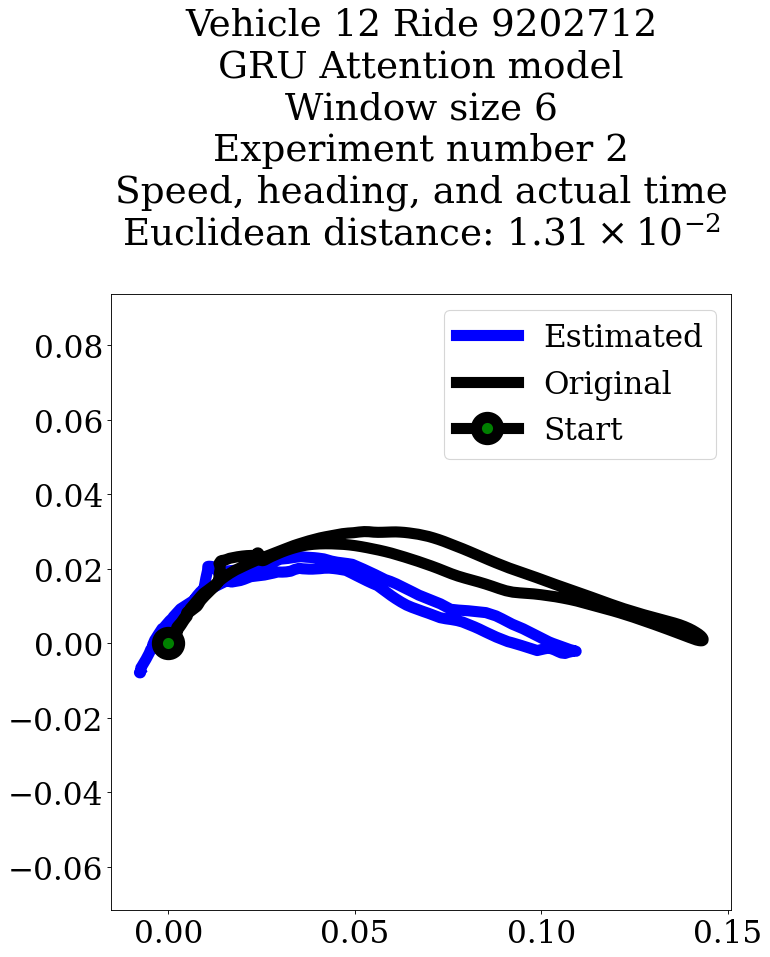 Vehicle 12 Ride 9202712
GRU Attention model
Window size 6
Experiment number 2
Speed, heading, and actual time
Euclidean distance: 1.31 × 10⁻²
Estimated
Original
Start
0.08
0.06
0.04
0.02
0.00
−0.02
−0.04
−0.06
0.00 0.05 0.10 0.15